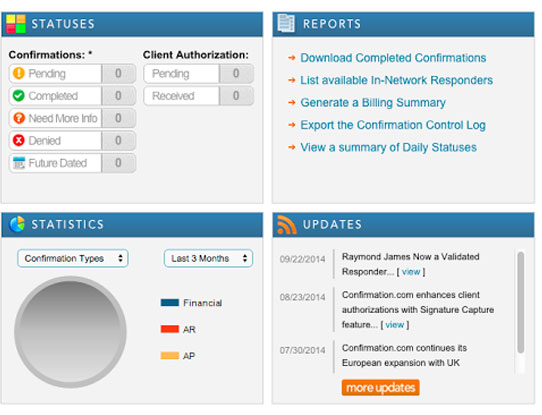 STATUSES
Confirmations: *
Client Authorization:
Pending 0
Completed 0
Need More Info 0
Denied 0
Future Dated 0
Pending 0
Received 0
REPORTS
Download Completed Confirmations
List available In-Network Responders
Generate a Billing Summary
Export the Confirmation Control Log
View a summary of Daily Statuses
STATISTICS
Confirmation Types
Last 3 Months
Financial
AR
AP
UPDATES
09/22/2014 Raymond James Now a Validated
Responder... [ view ]
08/23/2014 Confirmation.com enhances client
authorizations with Signature Capture
feature... [ view ]
07/30/2014 Confirmation.com continues its
European expansion with UK
more updates